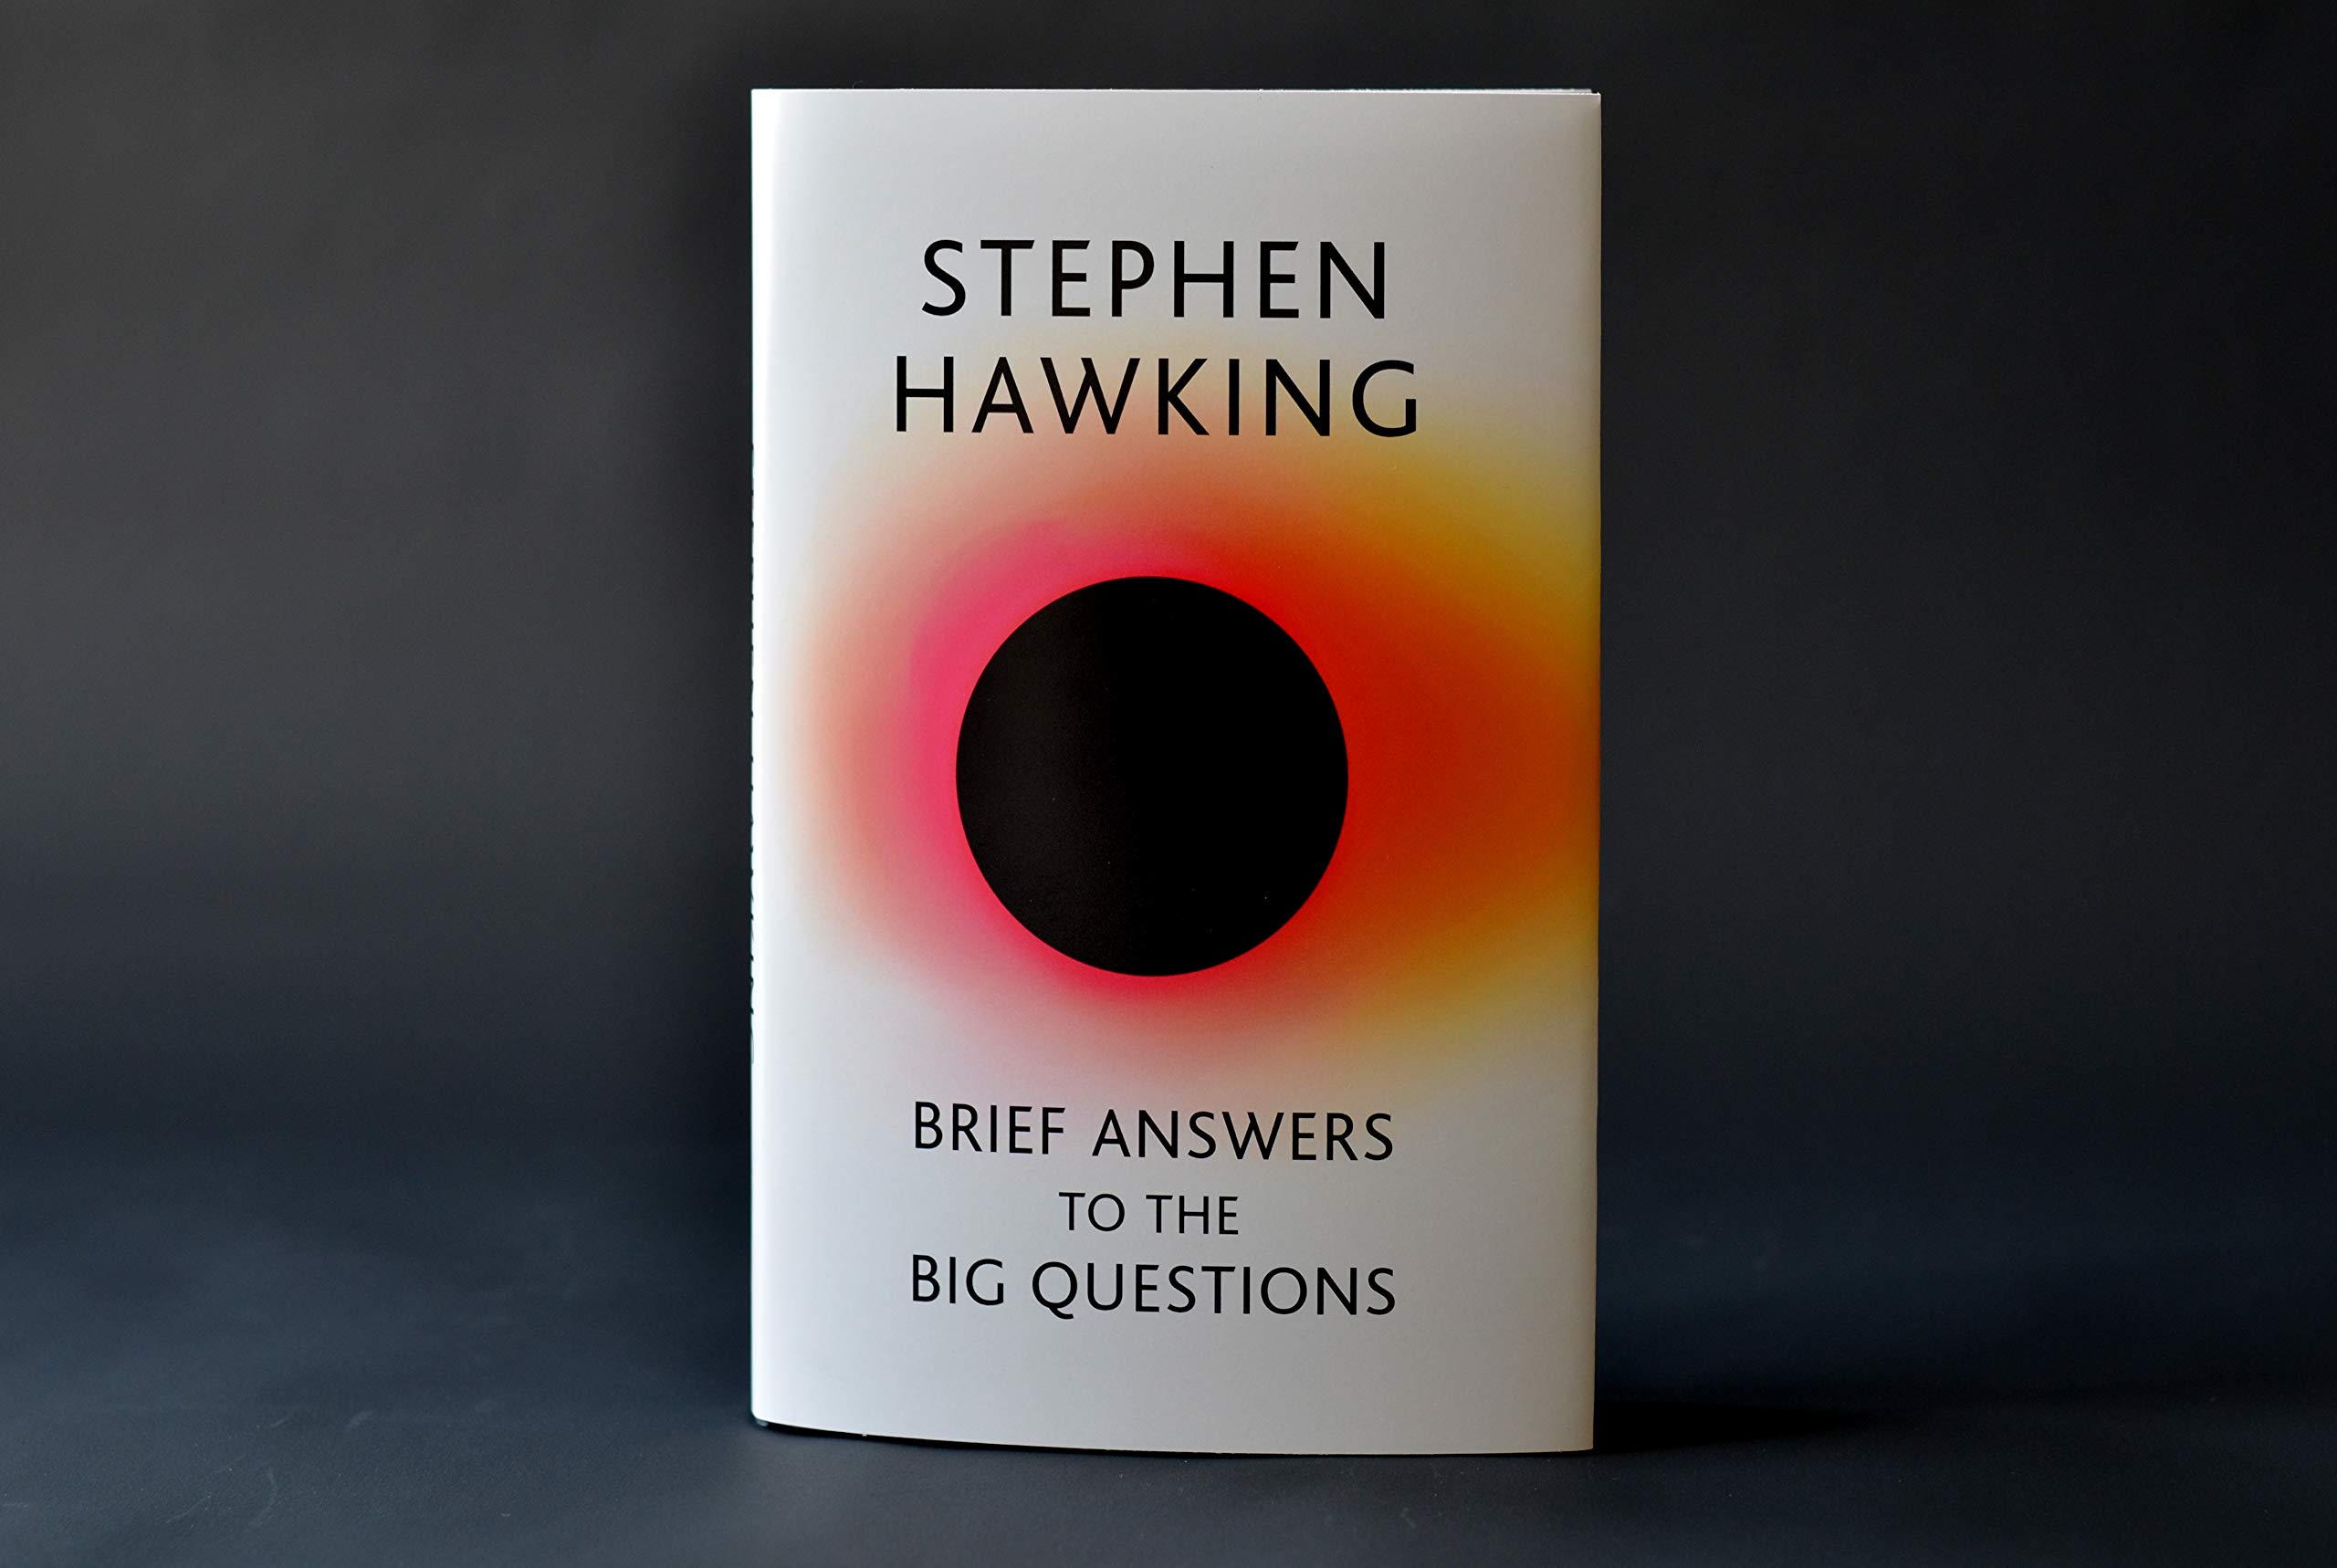 STEPHEN
HAWKING
BRIEF ANSWERS
TO THE
BIG QUESTIONS